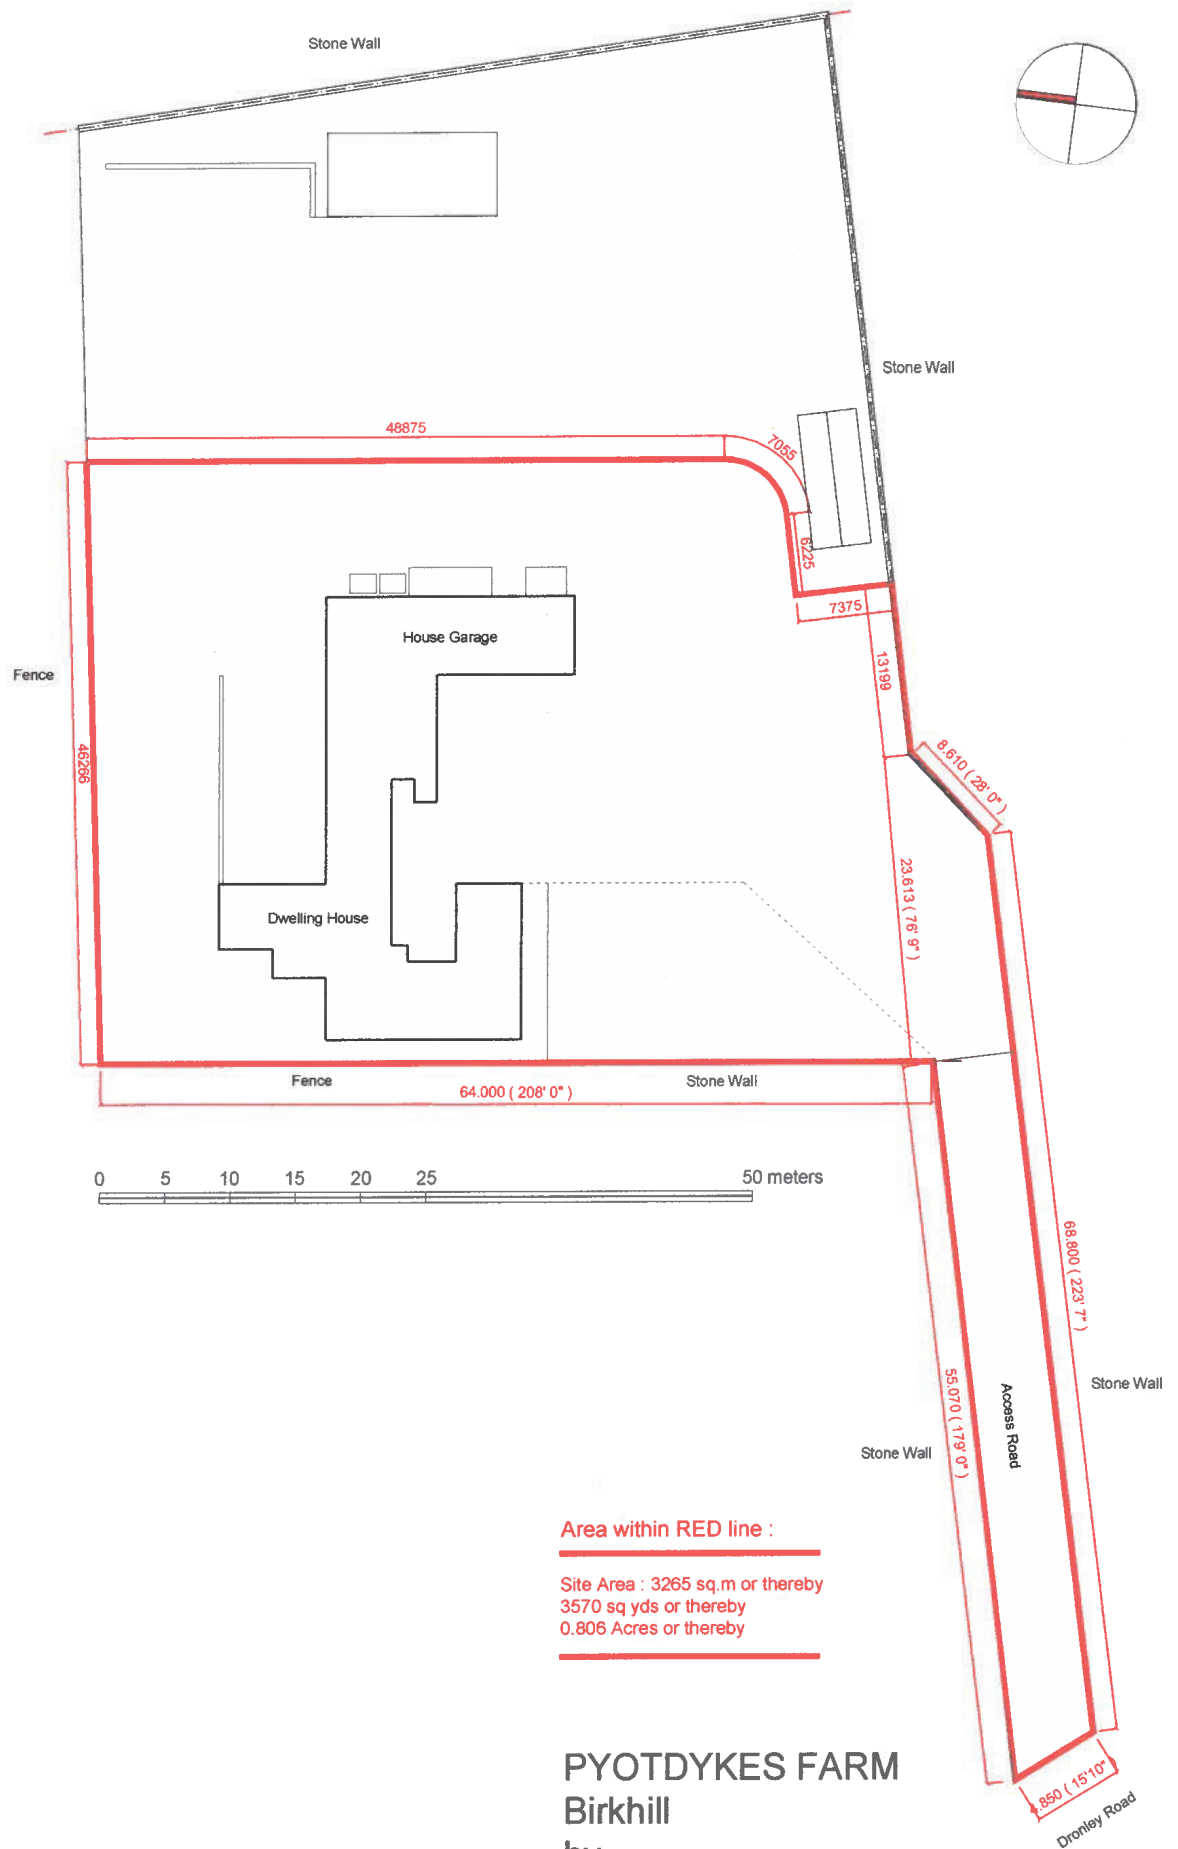 Stone Wall
Stone Wall
48875
7055
6225
7375
13199
House Garage
Fence
46266
8.610 ( 28' 0" )
23.613 ( 76' 9" )
Dwelling House
Fence
Stone Wall
64.000 ( 208' 0" )
0 5 10 15 20 25 50 meters
68.800 ( 223' 7" )
55.070 ( 179' 0" )
Access Road
Stone Wall
Stone Wall
Area within RED line :
Site Area : 3265 sq.m or thereby
3570 sq yds or thereby
0.806 Acres or thereby
PYOTDYKES FARM
Birkhill
by
.850 ( 15'10"
Dronley Road